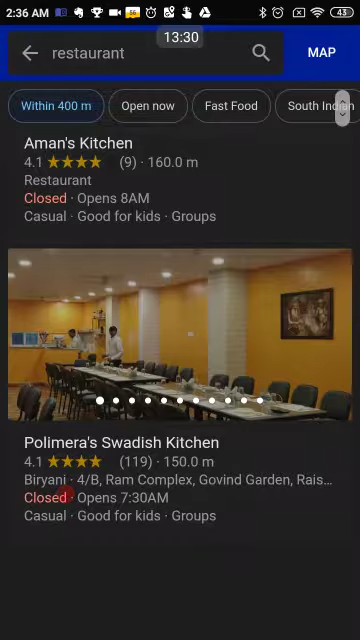 2:36 AM
43
13:30
restaurant
MAP
Within 400 m
Open now
Fast Food
South Indian
Aman's Kitchen
4.1 ★★★★ (9) · 160.0 m
Restaurant
Closed · Opens 8AM
Casual · Good for kids · Groups
Polimera's Swadish Kitchen
4.1 ★★★★ (119) · 150.0 m
Biryani · 4/B, Ram Complex, Govind Garden, Rais...
Closed · Opens 7:30AM
Casual · Good for kids · Groups